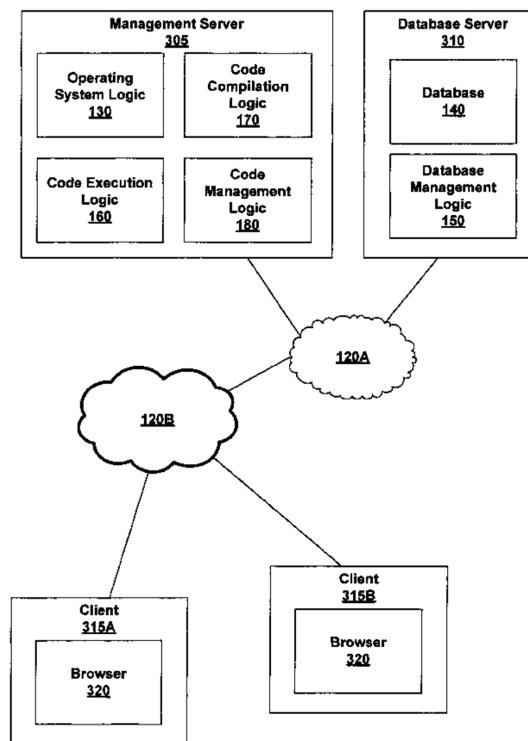 Management Server
305
Operating
System Logic
130
Code
Compilation
Logic
170
Code Execution
Logic
160
Code
Management
Logic
180
Database Server
310
Database
140
Database
Management
Logic
150
120A
120B
Client
315A
Browser
320
Client
315B
Browser
320